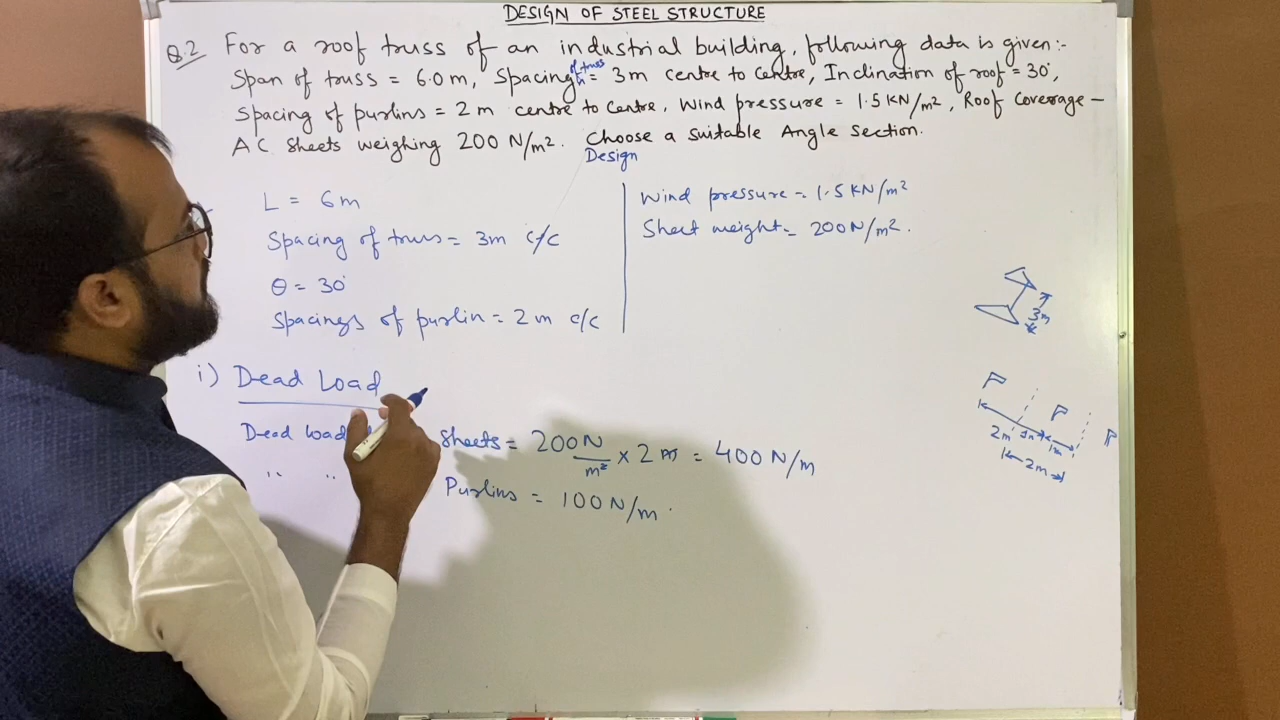 DESIGN OF STEEL STRUCTURE
Q.2 For a roof truss of an industrial building, following data is given:-
Span of truss = 6.0 m, Spacing of truss = 3m centre to centre, Inclination of roof = 30°,
Spacing of purlins = 2 m centre to centre, Wind pressure = 1.5 KN/m², Roof Coverage -
AC Sheets weighing 200 N/m². Choose a suitable Angle section.
Design
L = 6m
Spacing of truss = 3m c/c
θ = 30°
Spacings of purlin = 2 m c/c
Wind pressure = 1.5 KN/m²
Sheet weight = 200N/m².
3m
i) Dead Load
Dead load Sheets = 200 N/m² × 2 m = 400 N/m
" " Purlins = 100 N/m.
2m 1m 1m
2m